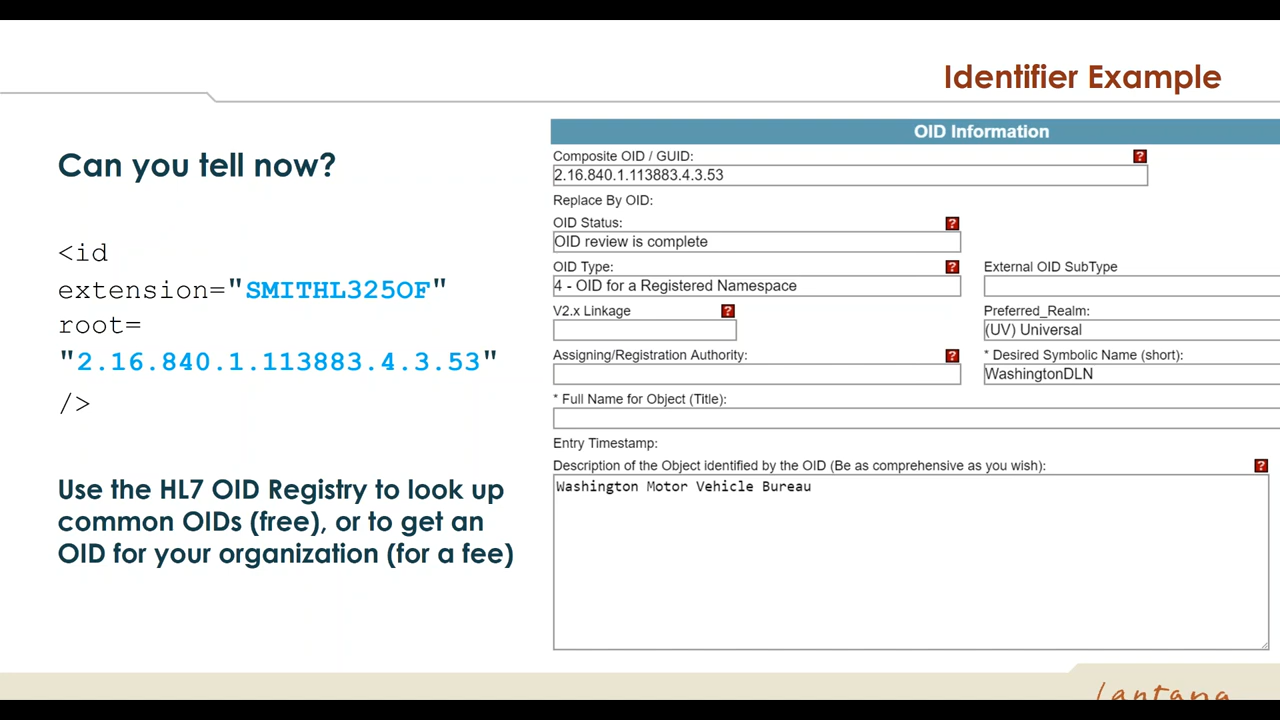 Identifier Example
Can you tell now?
<id
extension="SMITHL325OF"
root=
"2.16.840.1.113883.4.3.53"
/>
Use the HL7 OID Registry to look up
common OIDs (free), or to get an
OID for your organization (for a fee)
OID Information
Composite OID / GUID:
?
2.16.840.1.113883.4.3.53
Replace By OID:
OID Status:
?
OID review is complete
OID Type:
?
External OID SubType
4 - OID for a Registered Namespace
V2.x Linkage
?
Preferred_Realm:
(UV) Universal
Assigning/Registration Authority:
?
* Desired Symbolic Name (short):
WashingtonDLN
* Full Name for Object (Title):
Entry Timestamp:
Description of the Object identified by the OID (Be as comprehensive as you wish):
?
Washington Motor Vehicle Bureau
lantana